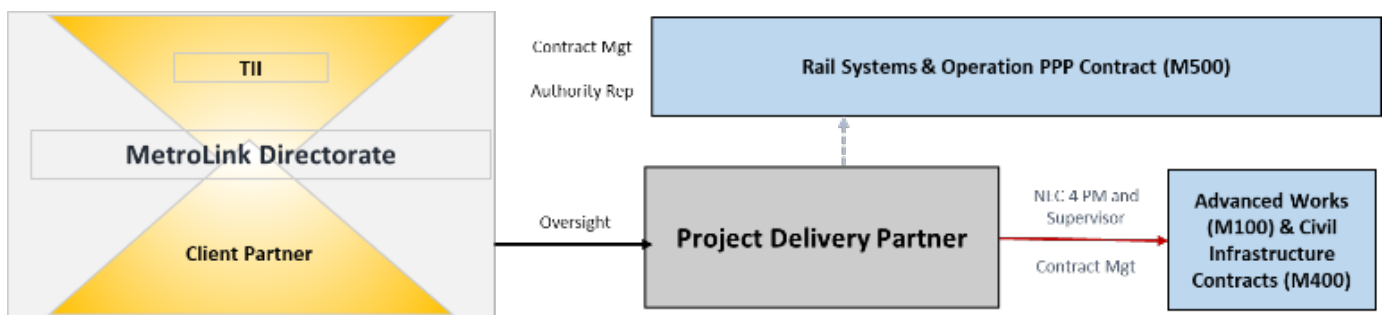 TII
MetroLink Directorate
Client Partner
Contract Mgt
Authority Rep
Rail Systems & Operation PPP Contract (M500)
Oversight
Project Delivery Partner
NEC 4 PM and
Supervisor
Contract Mgt
Advanced Works
(M100) & Civil
Infrastructure
Contracts (M400)